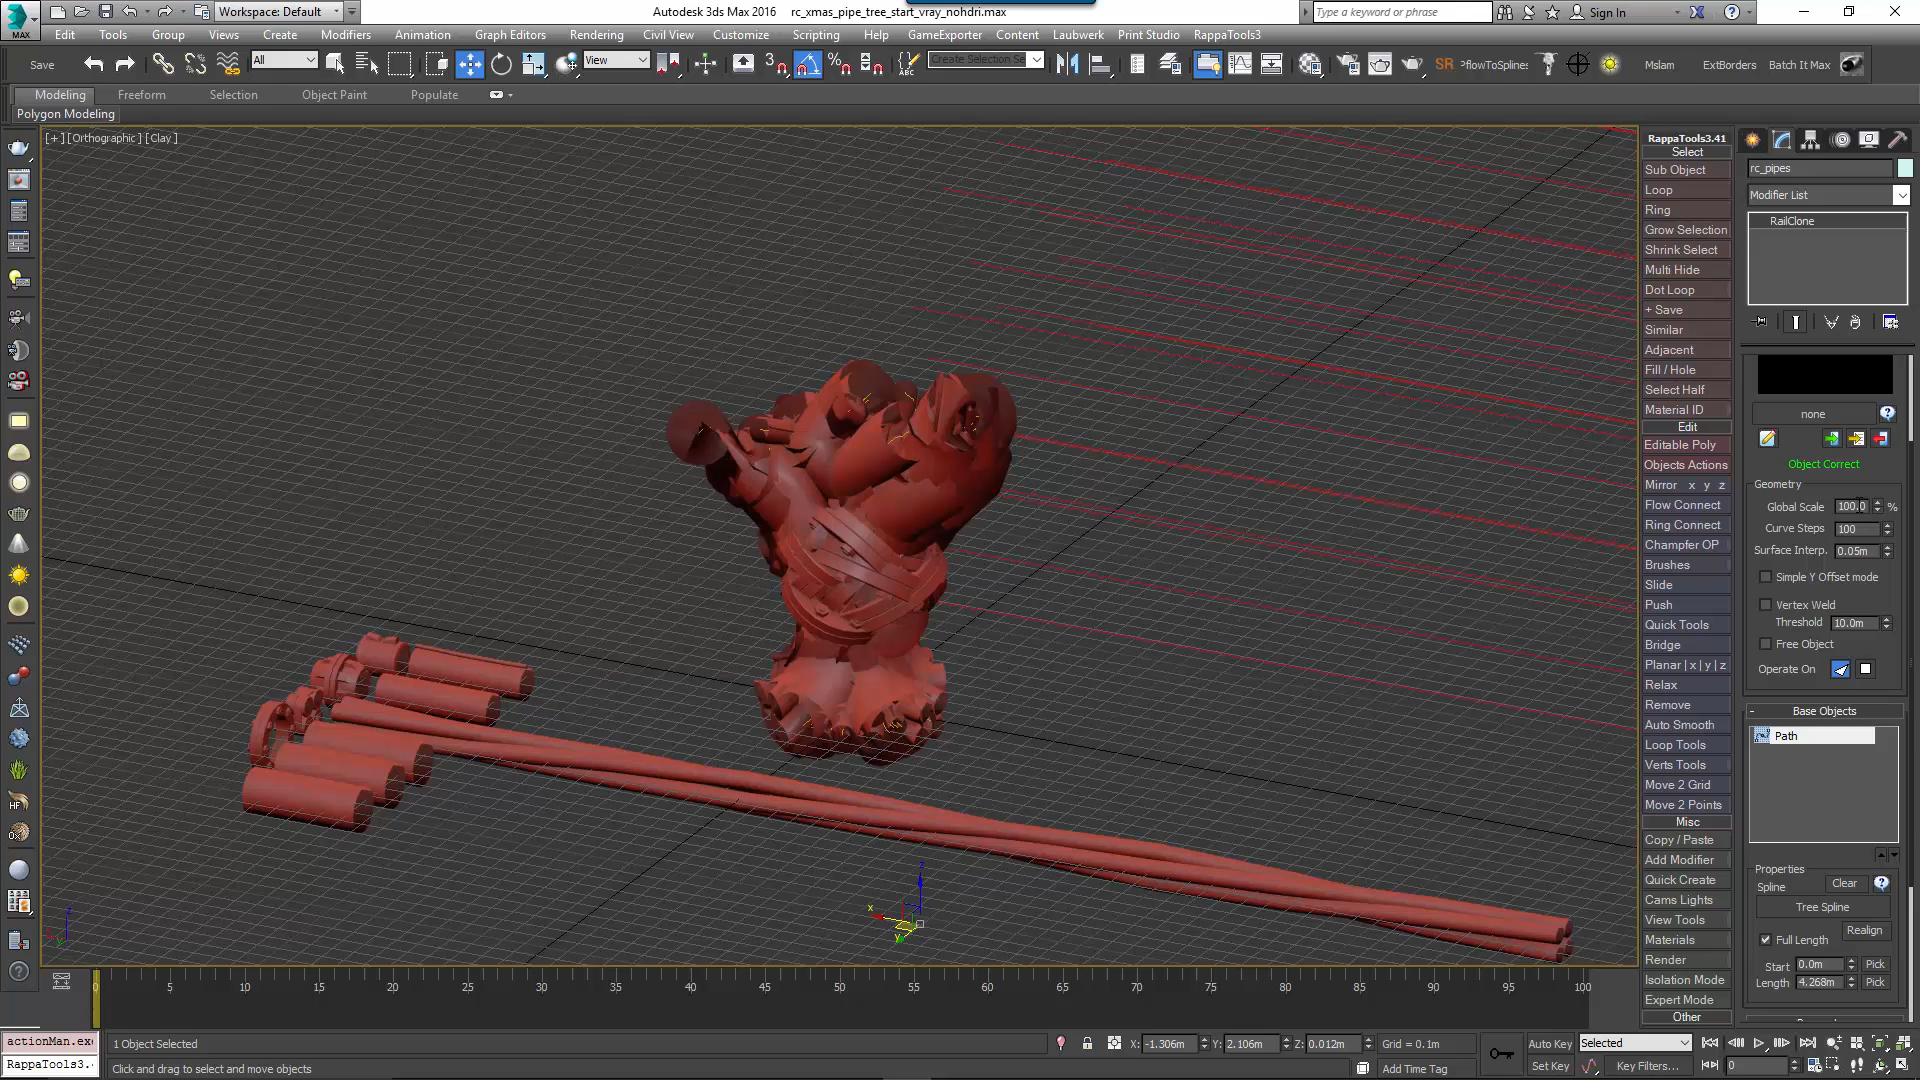 Workspace: Default
Autodesk 3ds Max 2016 rc_xmas_pipe_tree_start_vray_nohdri.max
Type a keyword or phrase
Sign In
MAX
Edit Tools Group Views Create Modifiers Animation Graph Editors Rendering Civil View Customize Scripting Help GameExporter Content Laubwerk Print Studio RappaTools3
Save
All
View
Create Selection Se
SR
PflowToSplines
Mslam
ExtBorders
Batch It Max
Modeling Freeform Selection Object Paint Populate
Polygon Modeling
[+] [Orthographic] [Clay]
RappaTools3.41
Select
Sub Object
Loop
Ring
Grow Selection
Shrink Select
Multi Hide
Dot Loop
+ Save
Similar
Adjacent
Fill / Hole
Select Half
Material ID
Edit
Editable Poly
Objects Actions
Mirror x y z
Flow Connect
Ring Connect
Champfer OP
Brushes
Slide
Push
Quick Tools
Bridge
Planar | x | y | z
Relax
Remove
Auto Smooth
Loop Tools
Verts Tools
Move 2 Grid
Move 2 Points
Misc
Copy / Paste
Add Modifier
Quick Create
Cams Lights
View Tools
Materials
Render
Isolation Mode
Expert Mode
Other
rc_pipes
Modifier List
RailClone
none
Object Correct
Geometry
Global Scale 100.0 %
Curve Steps 100
Surface Interp. 0.05m
Simple Y Offset mode
Vertex Weld
Threshold 10.0m
Free Object
Operate On
- Base Objects
Path
Properties
Spline Clear
Tree Spline
Full Length Realign
Start 0.0m Pick
Length 4.268m Pick
HF
x y z
0 5 10 15 20 25 30 35 40 45 50 55 60 65 70 75 80 85 90 95 100
actionMan.exe
RappaTools3.
1 Object Selected
Click and drag to select and move objects
X: -1.306m Y: 2.106m Z: 0.012m Grid = 0.1m
Add Time Tag
Auto Key Selected
Set Key Key Filters...
0